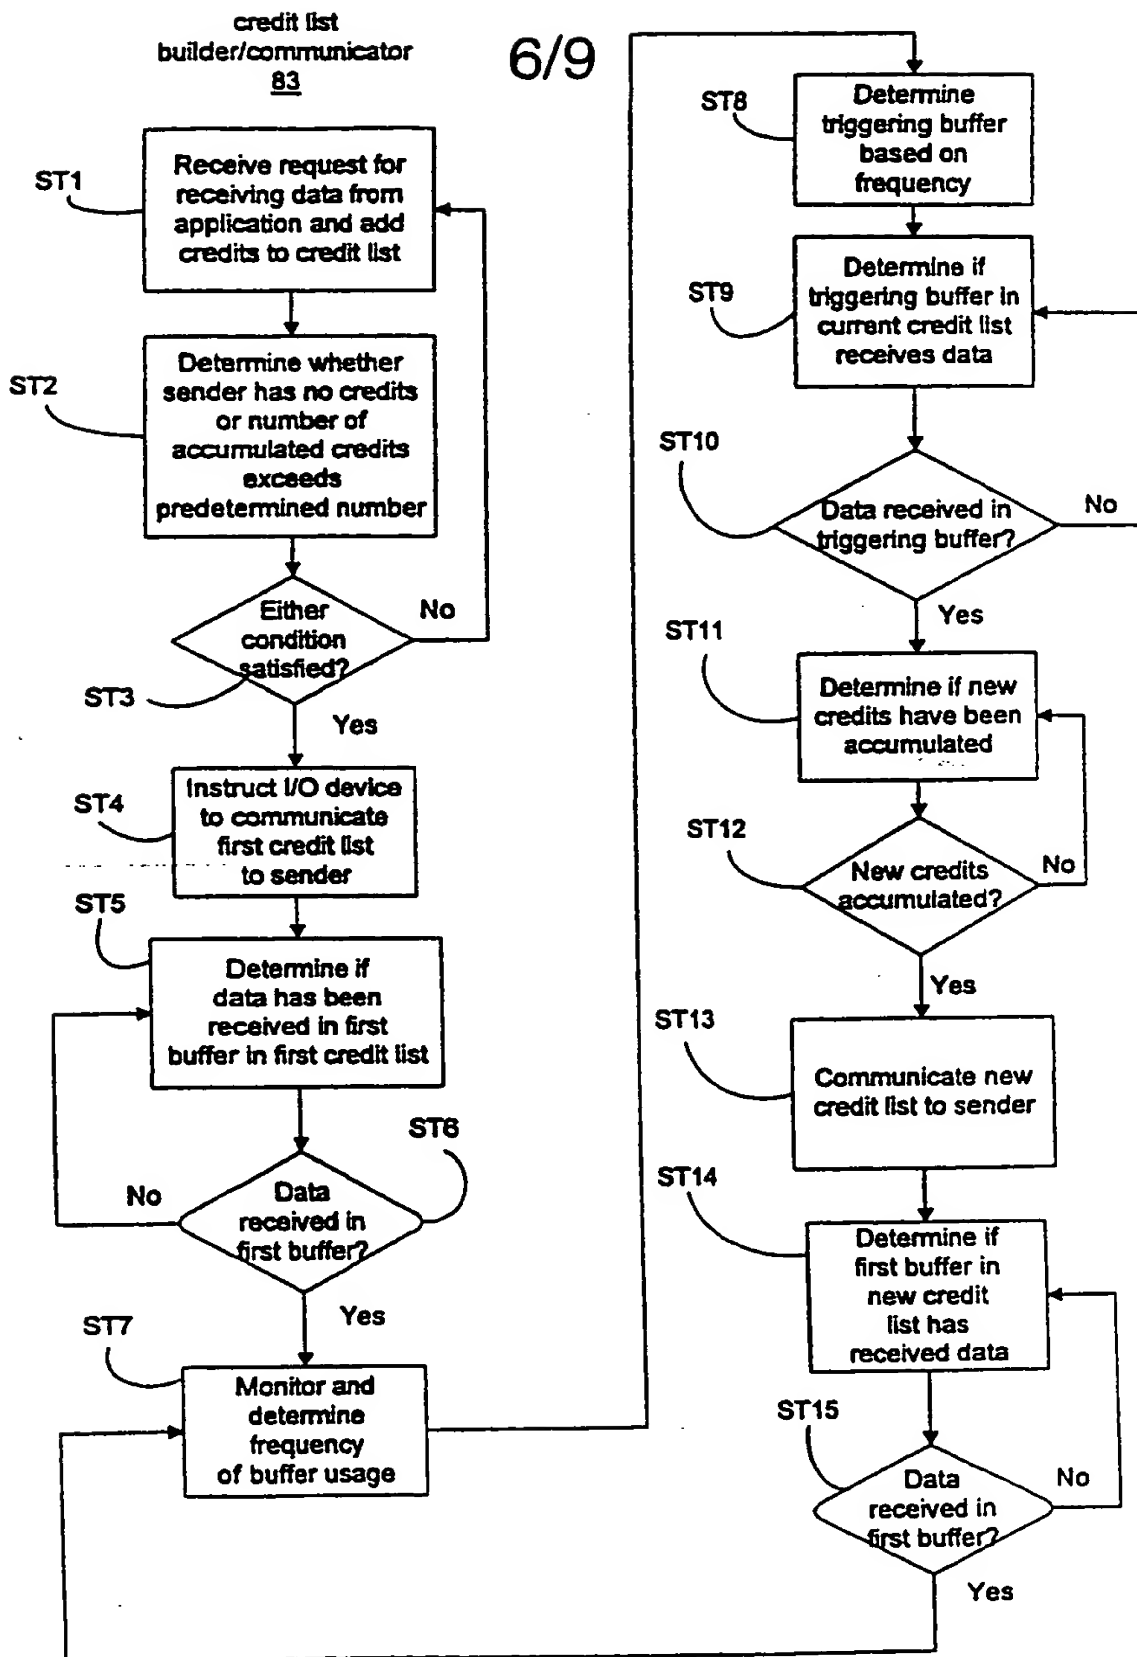 credit list
builder/communicator
83
6/9
ST1
Receive request for
receiving data from
application and add
credits to credit list
ST2
Determine whether
sender has no credits
or number of
accumulated credits
exceeds
predetermined number
Either
condition
satisfied?
No
ST3
Yes
ST4
Instruct I/O device
to communicate
first credit list
to sender
ST5
Determine if
data has been
received in first
buffer in first credit list
ST6
No
Data
received in
first buffer?
Yes
ST7
Monitor and
determine
frequency
of buffer usage
ST8
Determine
triggering buffer
based on
frequency
ST9
Determine if
triggering buffer in
current credit list
receives data
ST10
Data received in
triggering buffer?
No
Yes
ST11
Determine if new
credits have been
accumulated
ST12
New credits
accumulated?
No
Yes
ST13
Communicate new
credit list to sender
ST14
Determine if
first buffer in
new credit
list has
received data
ST15
Data
received in
first buffer?
No
Yes